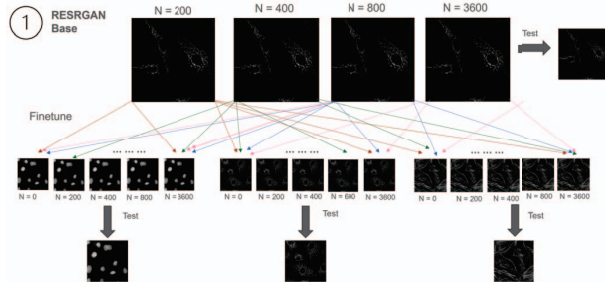 1 RESRGAN
Base
N = 200 N = 400 N = 800 N = 3600
Test
Finetune
... ... ... ... ... ... ... ... ...
N = 0 N = 200 N = 400 N = 800 N = 3600 N = 0 N = 200 N = 400 N = 680 N = 3600 N = 0 N = 200 N = 400 N = 800 N = 3600
Test Test Test